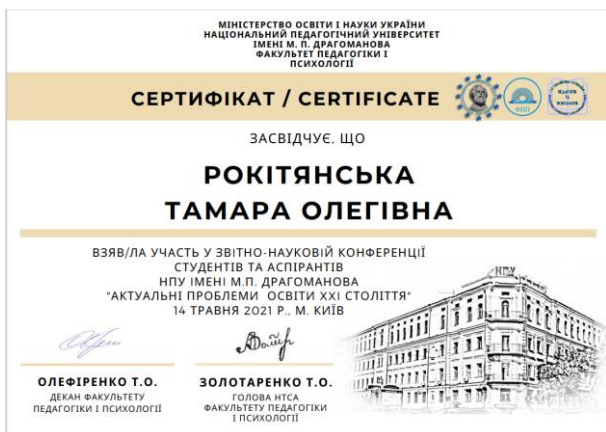 МІНІСТЕРСТВО ОСВІТИ І НАУКИ УКРАЇНИ
НАЦІОНАЛЬНИЙ ПЕДАГОГІЧНИЙ УНІВЕРСИТЕТ
ІМЕНІ М. П. ДРАГОМАНОВА
ФАКУЛЬТЕТ ПЕДАГОГІКИ І
ПСИХОЛОГІЇ
СЕРТИФІКАТ / CERTIFICATE
ЗАСВІДЧУЄ, ЩО
РОКІТЯНСЬКА
ТАМАРА ОЛЕГІВНА
ВЗЯВ/ЛА УЧАСТЬ У ЗВІТНО-НАУКОВІЙ КОНФЕРЕНЦІЇ
СТУДЕНТІВ ТА АСПІРАНТІВ
НПУ ІМЕНІ М.П. ДРАГОМАНОВА
"АКТУАЛЬНІ ПРОБЛЕМИ ОСВІТИ ХХІ СТОЛІТТЯ"
14 ТРАВНЯ 2021 Р., М. КИЇВ
НПУ
ОЛЕФІРЕНКО Т.О.
ДЕКАН ФАКУЛЬТЕТУ
ПЕДАГОГІКИ І ПСИХОЛОГІЇ
ЗОЛОТАРЕНКО Т.О.
ГОЛОВА НТСА
ФАКУЛЬТЕТУ ПЕДАГОГІКИ
І ПСИХОЛОГІЇ